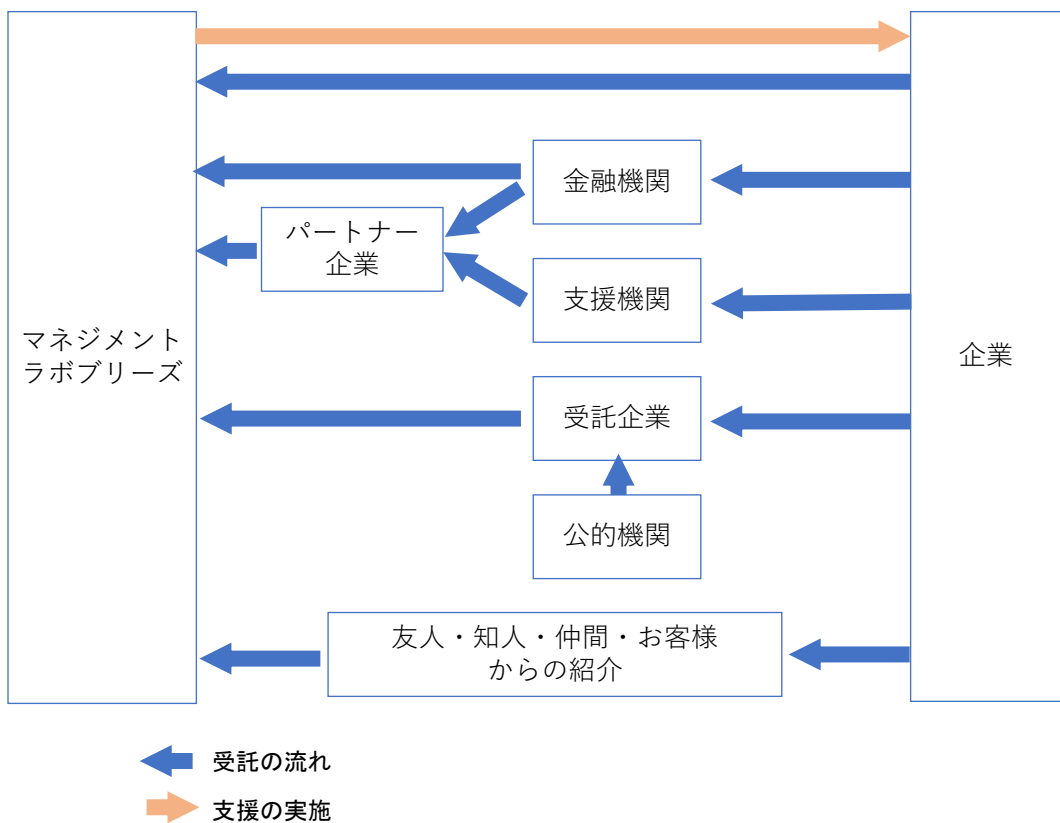 金融機関
パートナー
企業
支援機関
マネジメント
ラボブリーズ
企業
受託企業
公的機関
友人・知人・仲間・お客様
からの紹介
受託の流れ
支援の実施